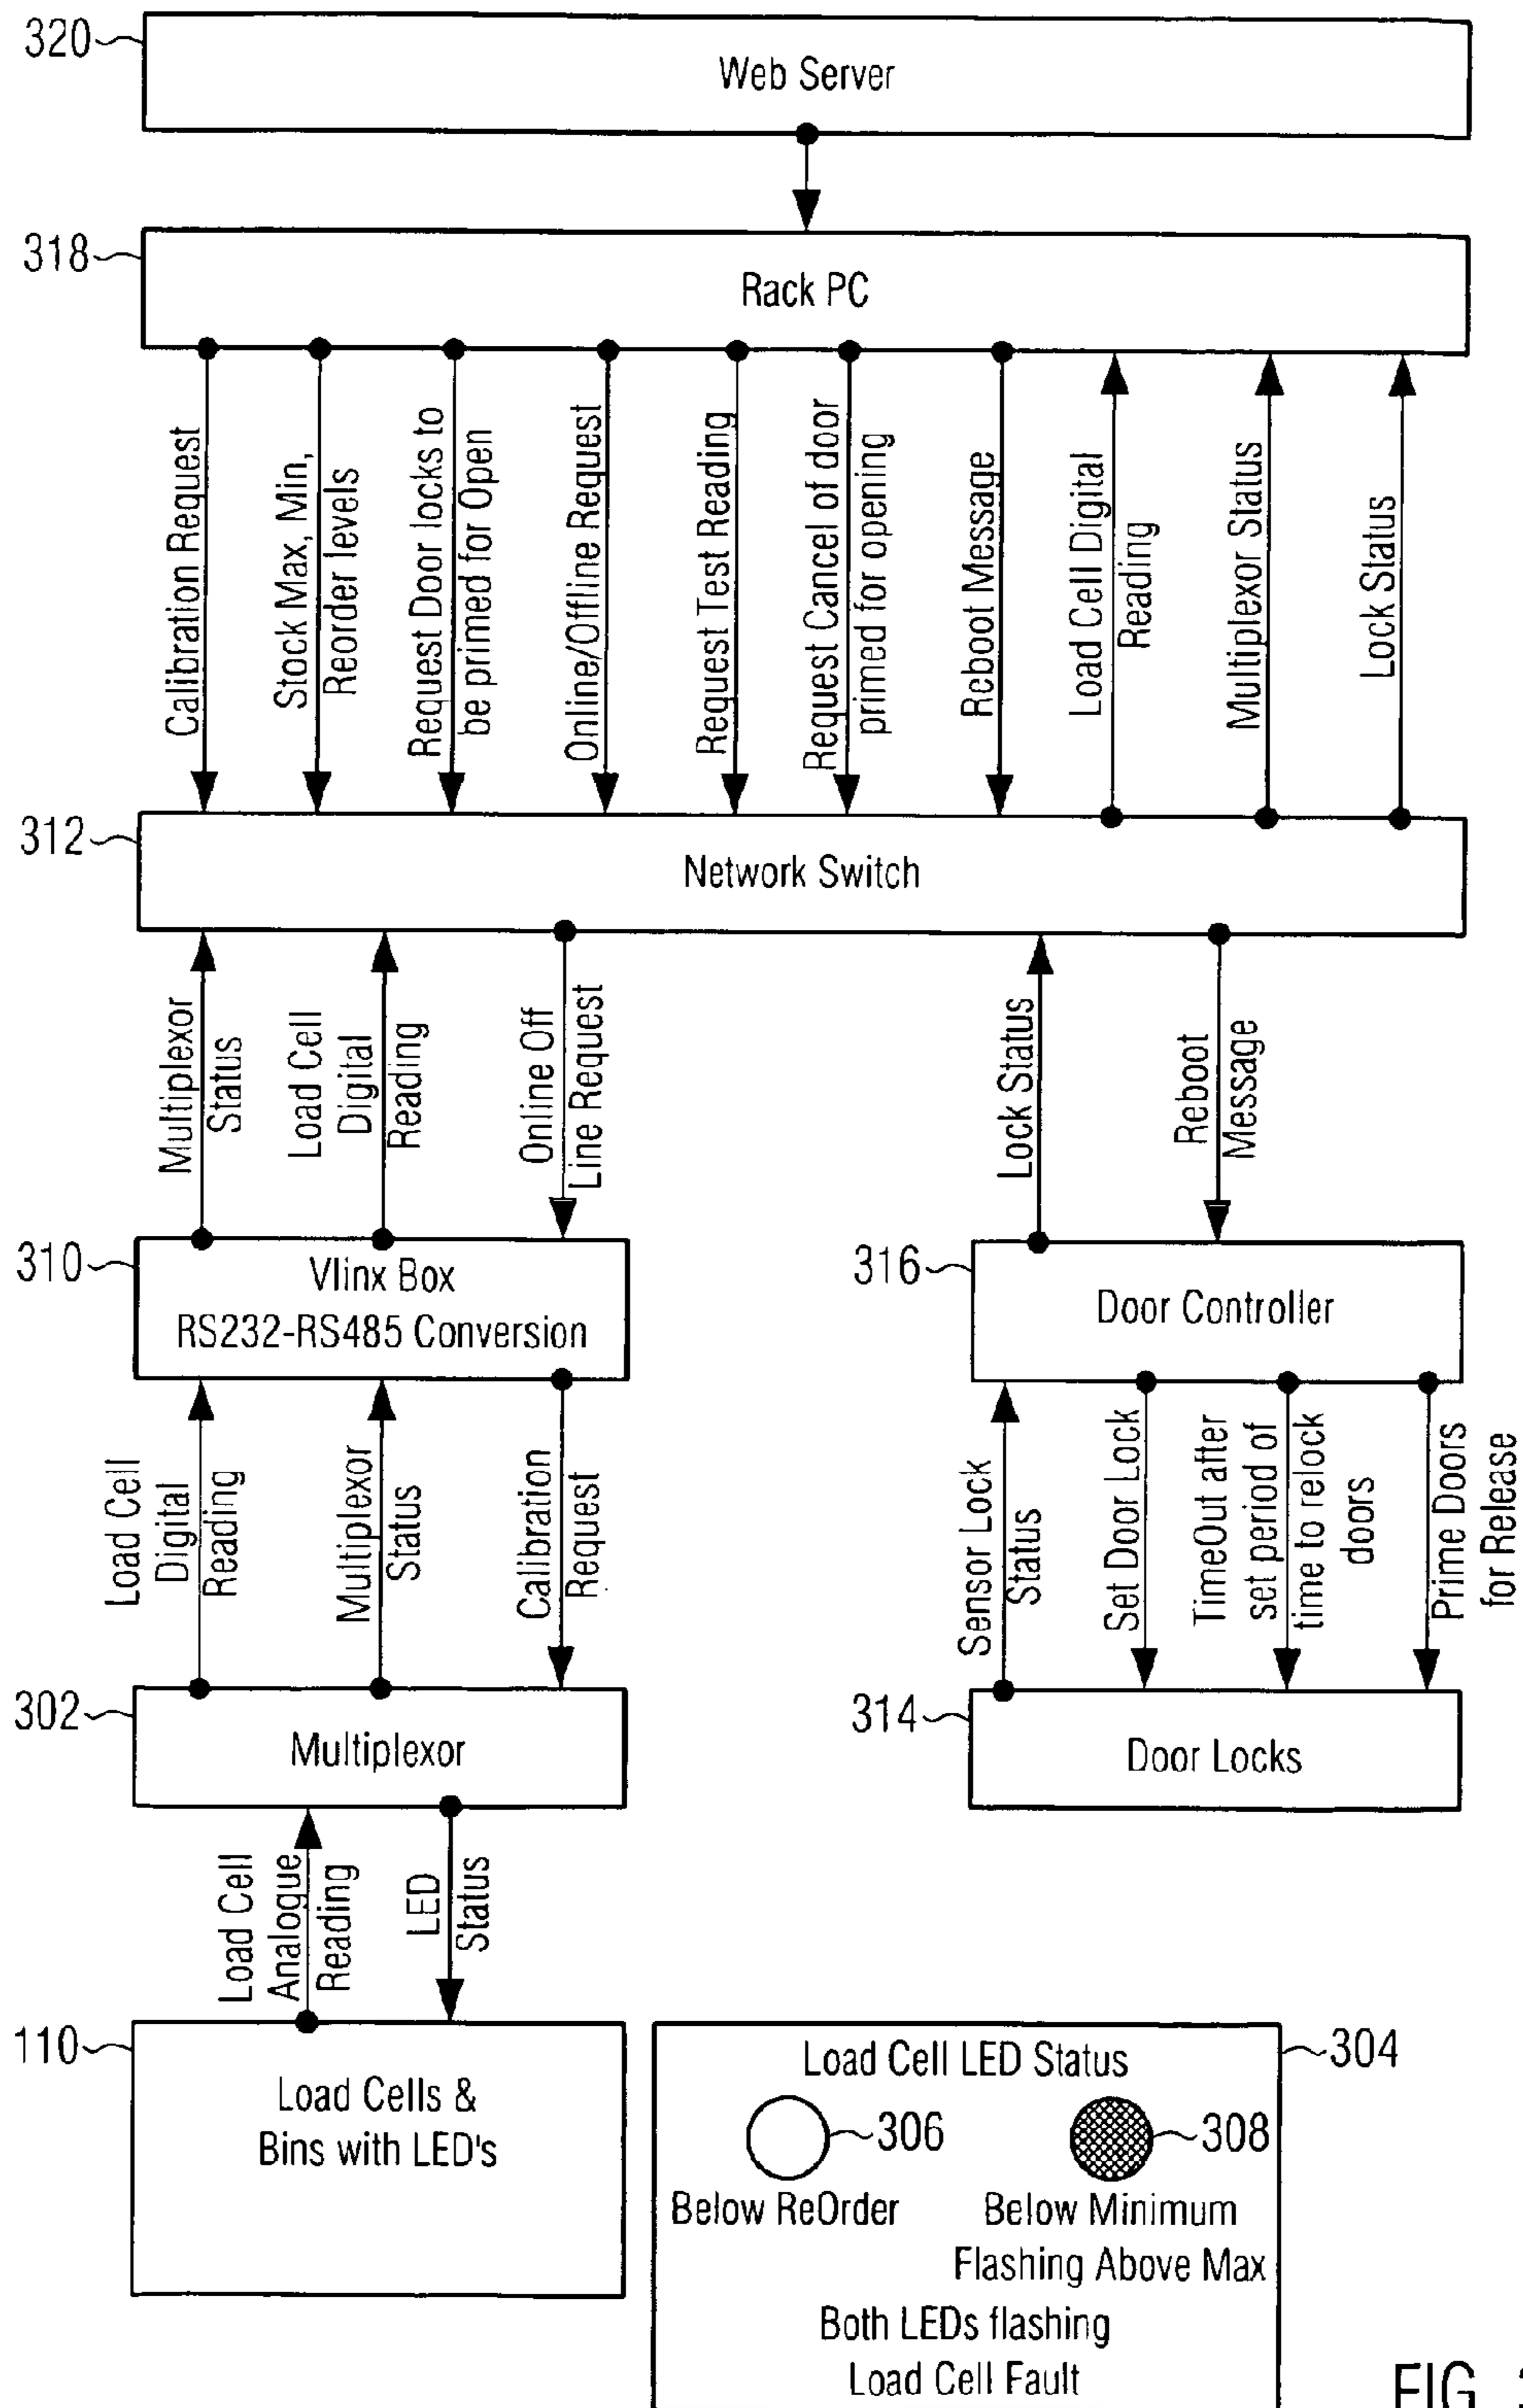 320
Web Server
318
Rack PC
Calibration Request
Stock Max, Min,
Reorder levels
Request Door locks to
be primed for Open
Online/Offline Request
Request Test Reading
Request Cancel of door
primed for opening
Reboot Message
Load Cell Digital
Reading
Multiplexor Status
Lock Status
312
Network Switch
Multiplexor
Status
Load Cell
Digital
Reading
Online Off
Line Request
Lock Status
Reboot
Message
310
Vlinx Box
RS232-RS485 Conversion
316
Door Controller
Load Cell
Digital
Reading
Multiplexor
Status
Calibration
Request
Sensor Lock
Status
Set Door Lock
TimeOut after
set period of
time to relock
doors
Prime Doors
for Release
302
Multiplexor
314
Door Locks
Load Cell
Analogue
Reading
LED
Status
110
Load Cells &
Bins with LED's
304
Load Cell LED Status
306
308
Below ReOrder
Below Minimum
Flashing Above Max
Both LEDs flashing
Load Cell Fault
FIG.